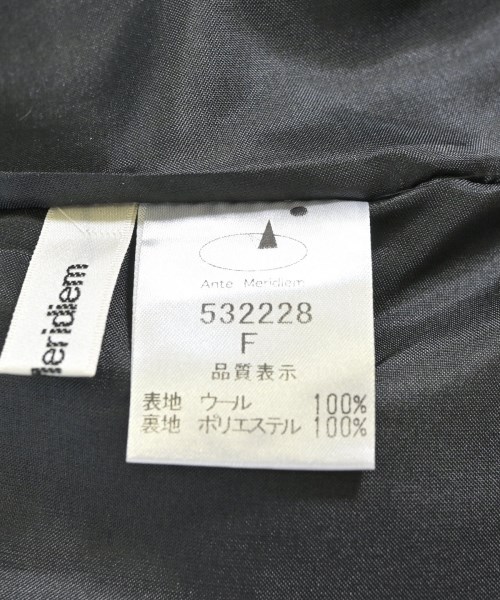 Ante Meridiem
532228
F
品質表示
表地 ウール 100%
裏地 ポリエステル 100%
eridiem